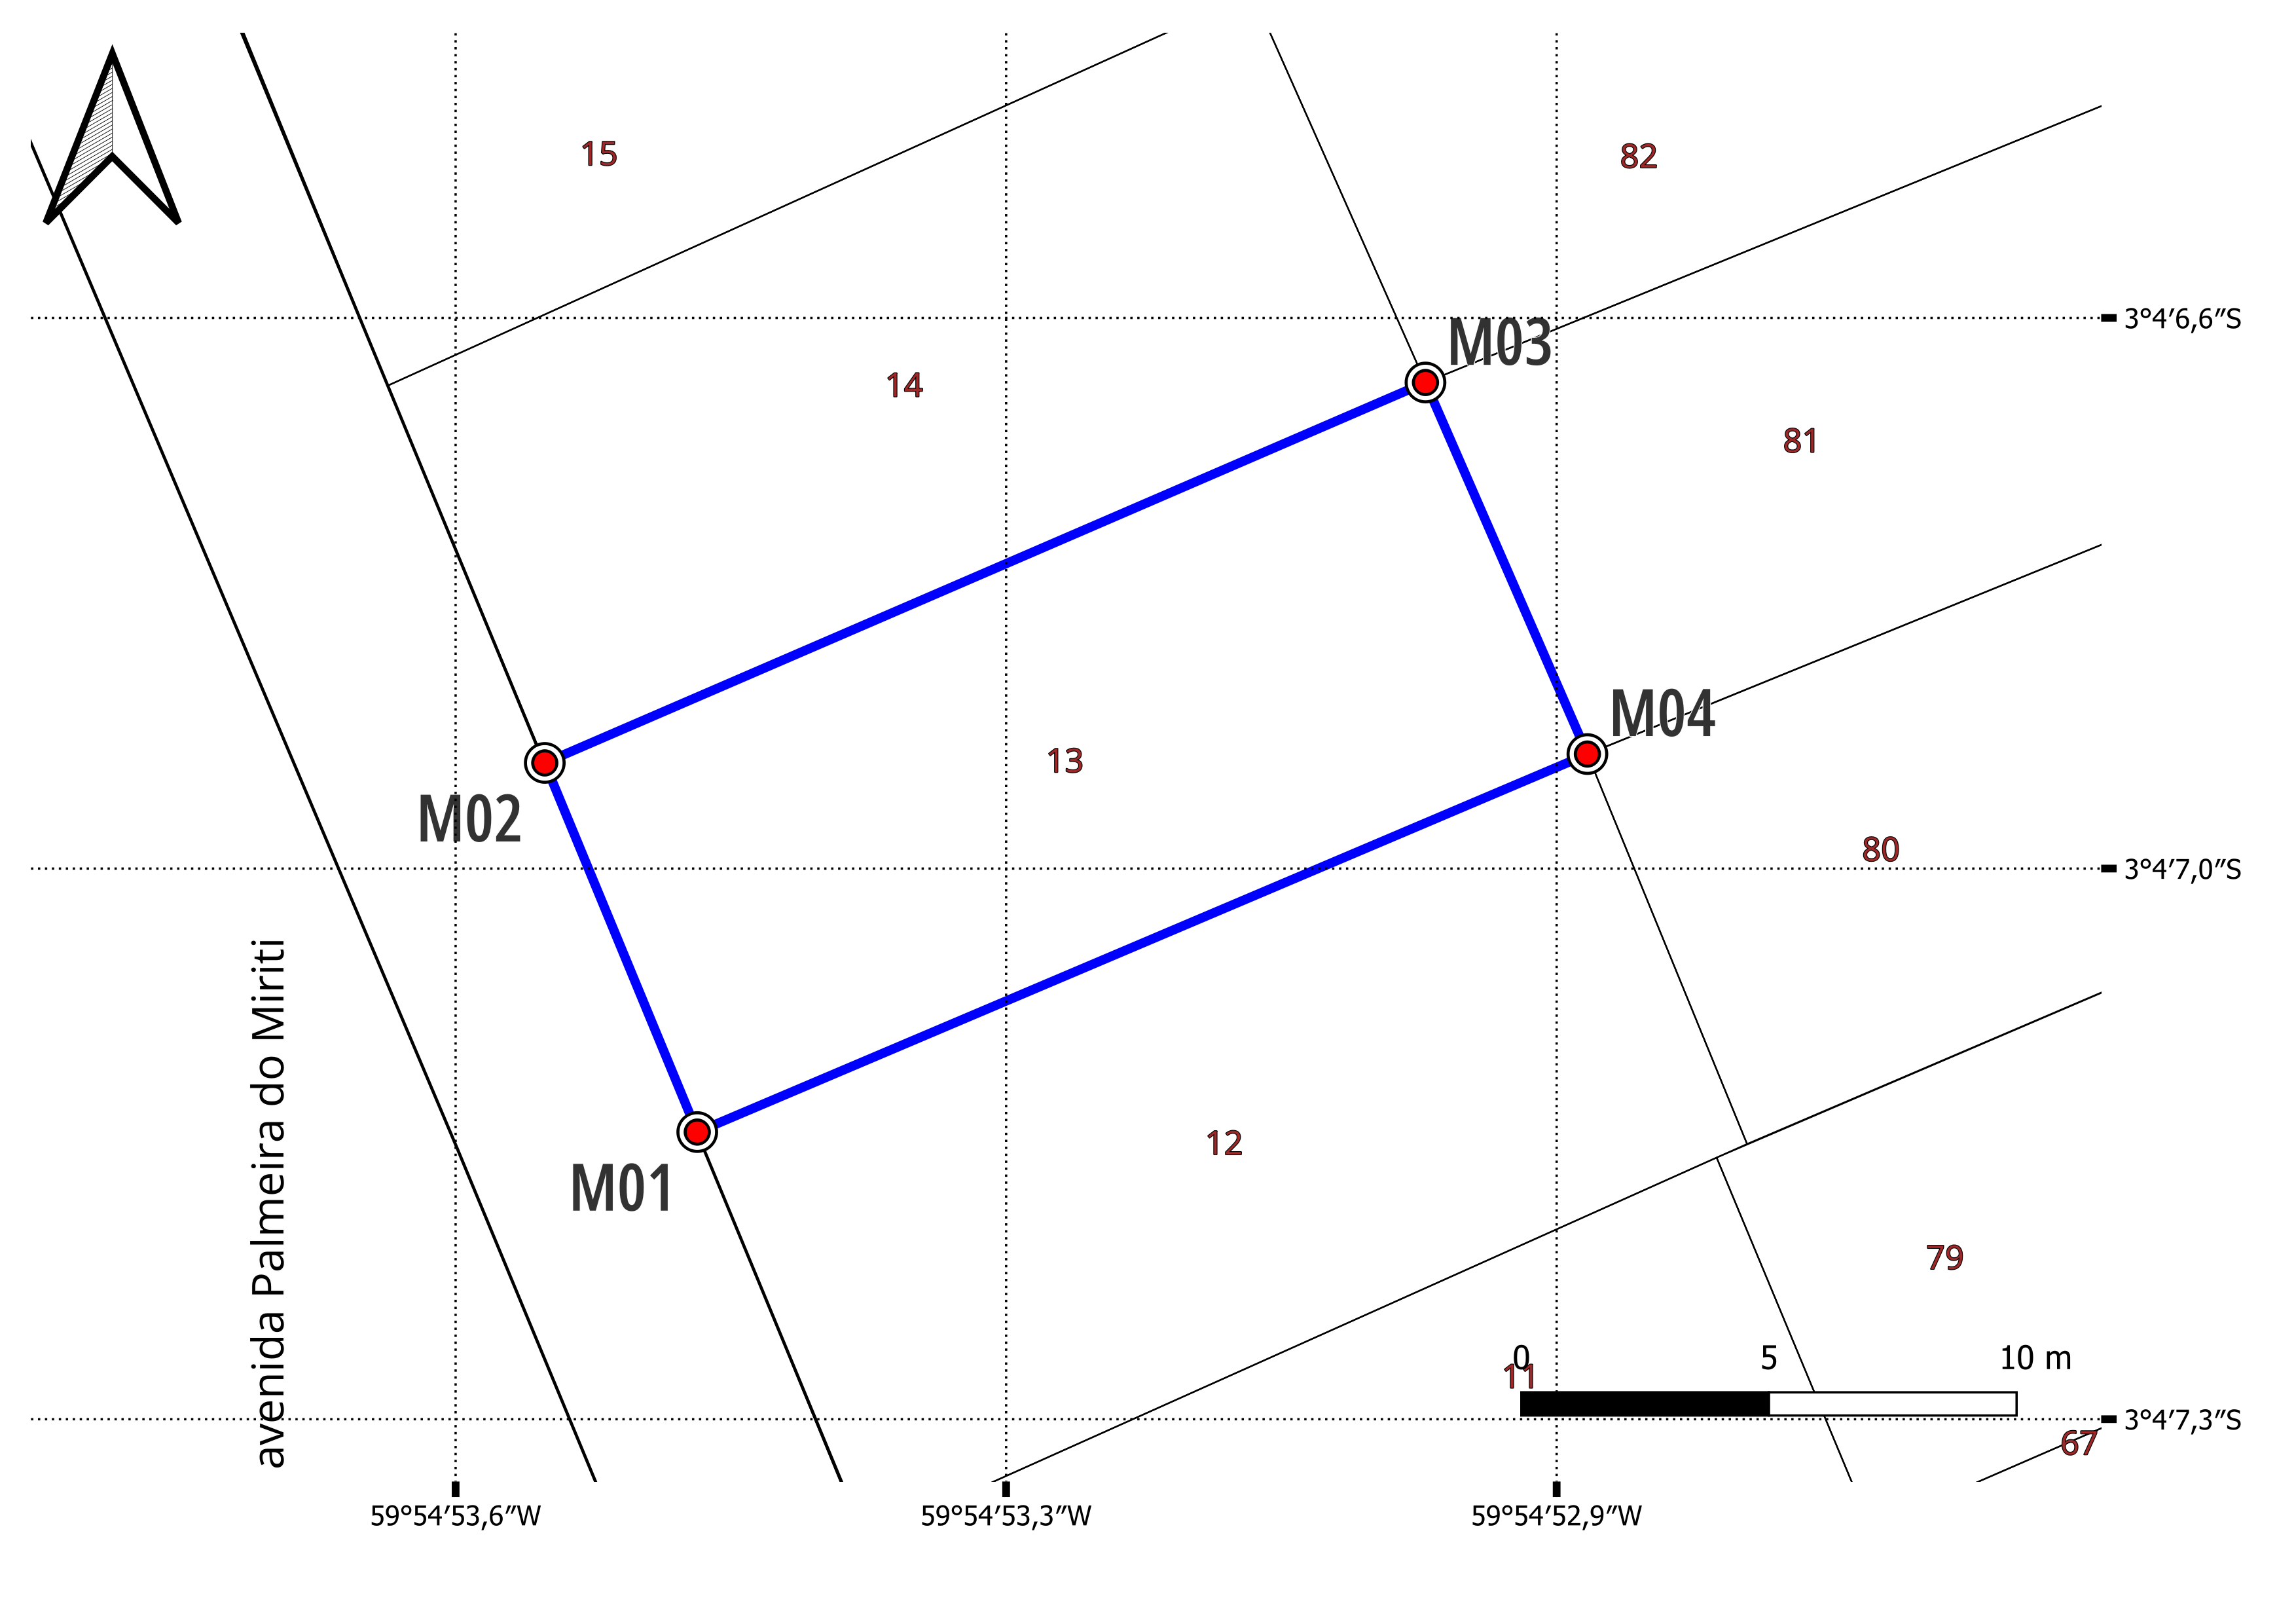 15
82
3°4′6,6″S
M03
14
81
M04
13
M02
80
3°4′7,0″S
avenida Palmeira do Miriti
12
M01
79
0 5 10 m
11
3°4′7,3″S
67
59°54′53,6″W 59°54′53,3″W 59°54′52,9″W